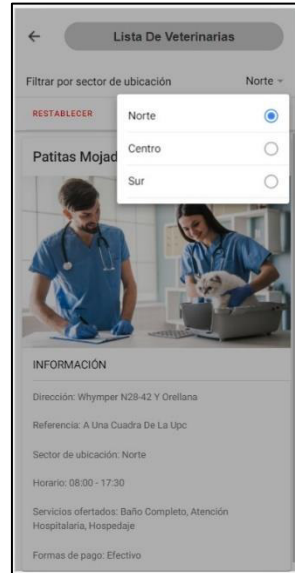 Lista De Veterinarias
Filtrar por sector de ubicación
Norte
RESTABLECER
Norte
Centro
Sur
Patitas Mojad
INFORMACIÓN
Dirección: Whymper N28-42 Y Orellana
Referencia: A Una Cuadra De La Upc
Sector de ubicación: Norte
Horario: 08:00 - 17:30
Servicios ofertados: Baño Completo, Atención
Hospitalaria, Hospedaje
Formas de pago: Efectivo